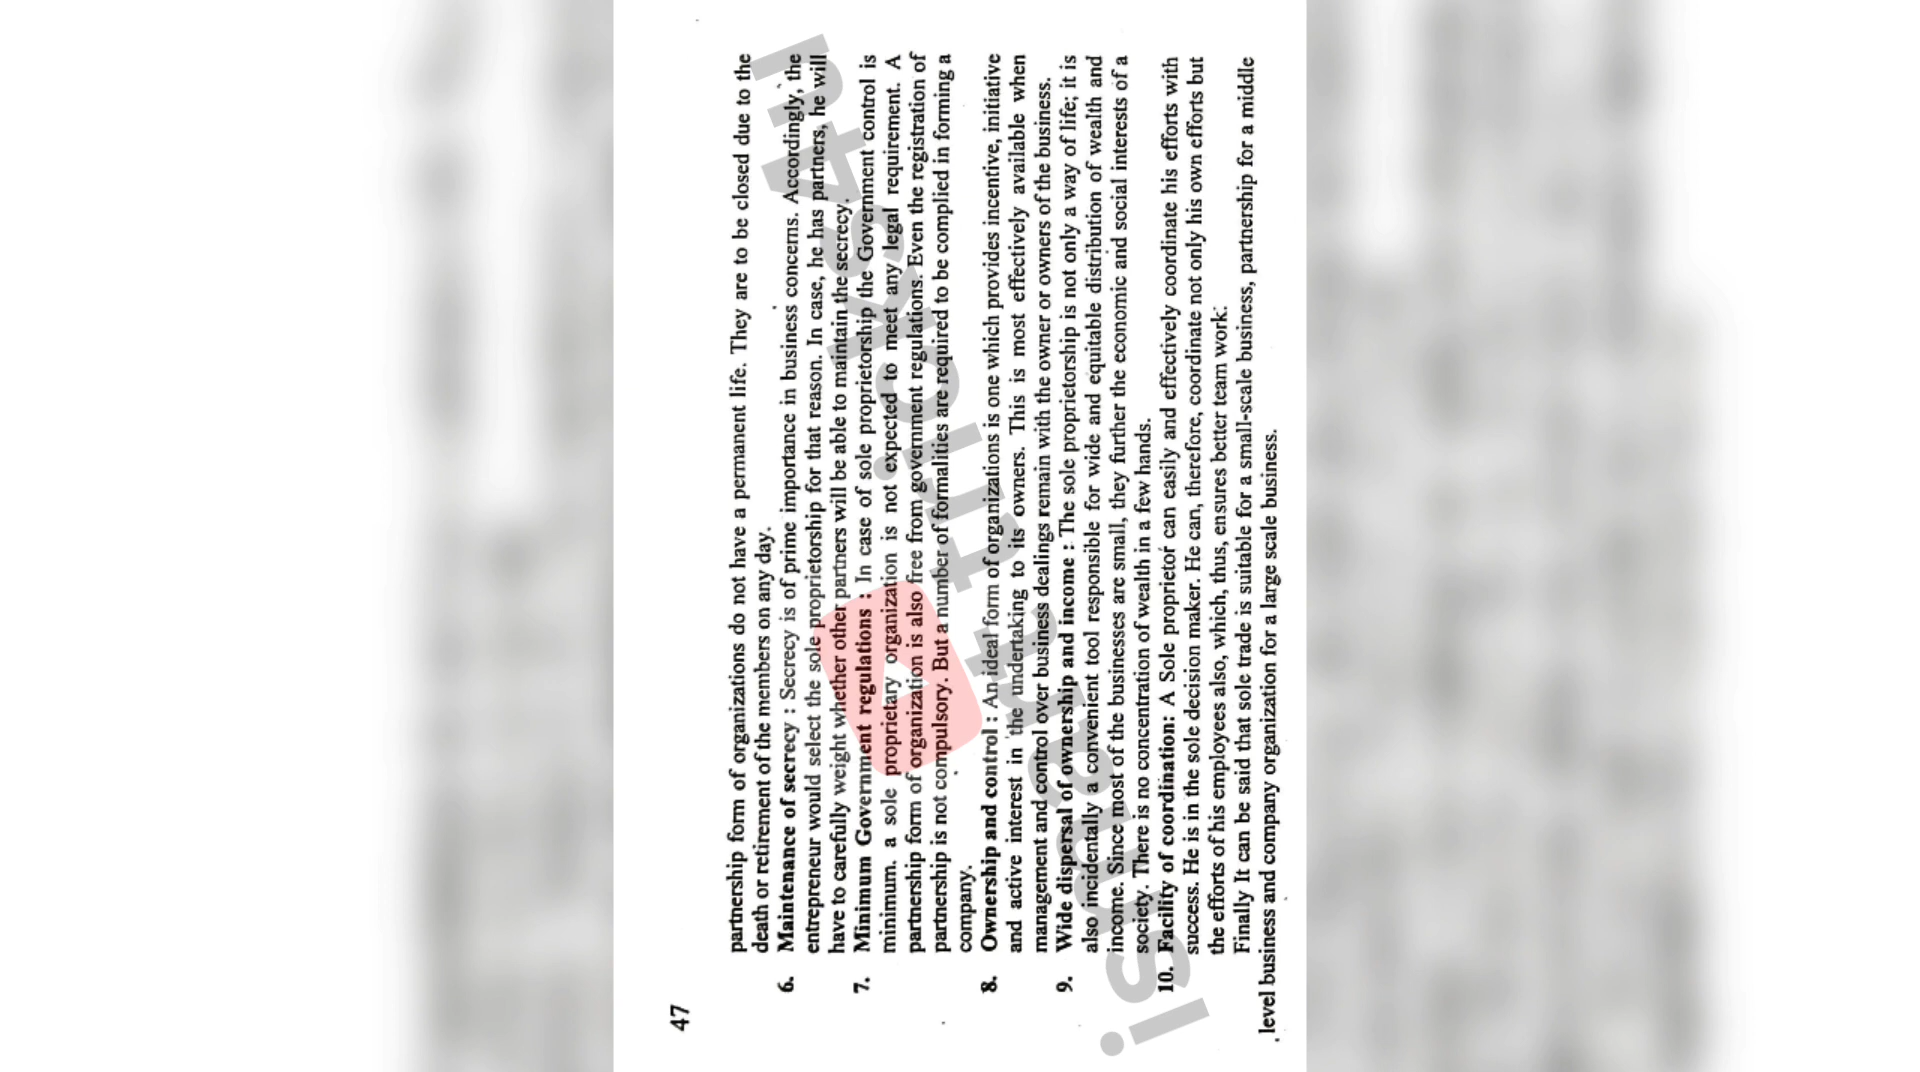 47
partnership form of organizations do not have a permanent life. They are to be closed due to the
death or retirement of the members on any day.
6. Maintenance of secrecy : Secrecy is of prime importance in business concerns. Accordingly, the
entrepreneur would select the sole proprietorship for that reason. In case, he has partners, he will
have to carefully weight whether other partners will be able to maintain the secrecy.
7. Minimum Government regulations : In case of sole proprietorship the Government control is
minimum. a sole proprietary organization is not expected to meet any legal requirement. A
partnership form of organization is also free from government regulations. Even the registration of
partnership is not compulsory. But a number of formalities are required to be complied in forming a
company.
8. Ownership and control : An ideal form of organizations is one which provides incentive, initiative
and active interest in the undertaking to its owners. This is most effectively available when
management and control over business dealings remain with the owner or owners of the business.
9. Wide dispersal of ownership and income : The sole proprietorship is not only a way of life; it is
also incidentally a convenient tool responsible for wide and equitable distribution of wealth and
income. Since most of the businesses are small, they further the economic and social interests of a
society. There is no concentration of wealth in a few hands.
10. Facility of coordination: A Sole proprietor can easily and effectively coordinate his efforts with
success. He is in the sole decision maker. He can, therefore, coordinate not only his own efforts but
the efforts of his employees also, which, thus, ensures better team work.
Finally It can be said that sole trade is suitable for a small-scale business, partnership for a middle
level business and company organization for a large scale business.